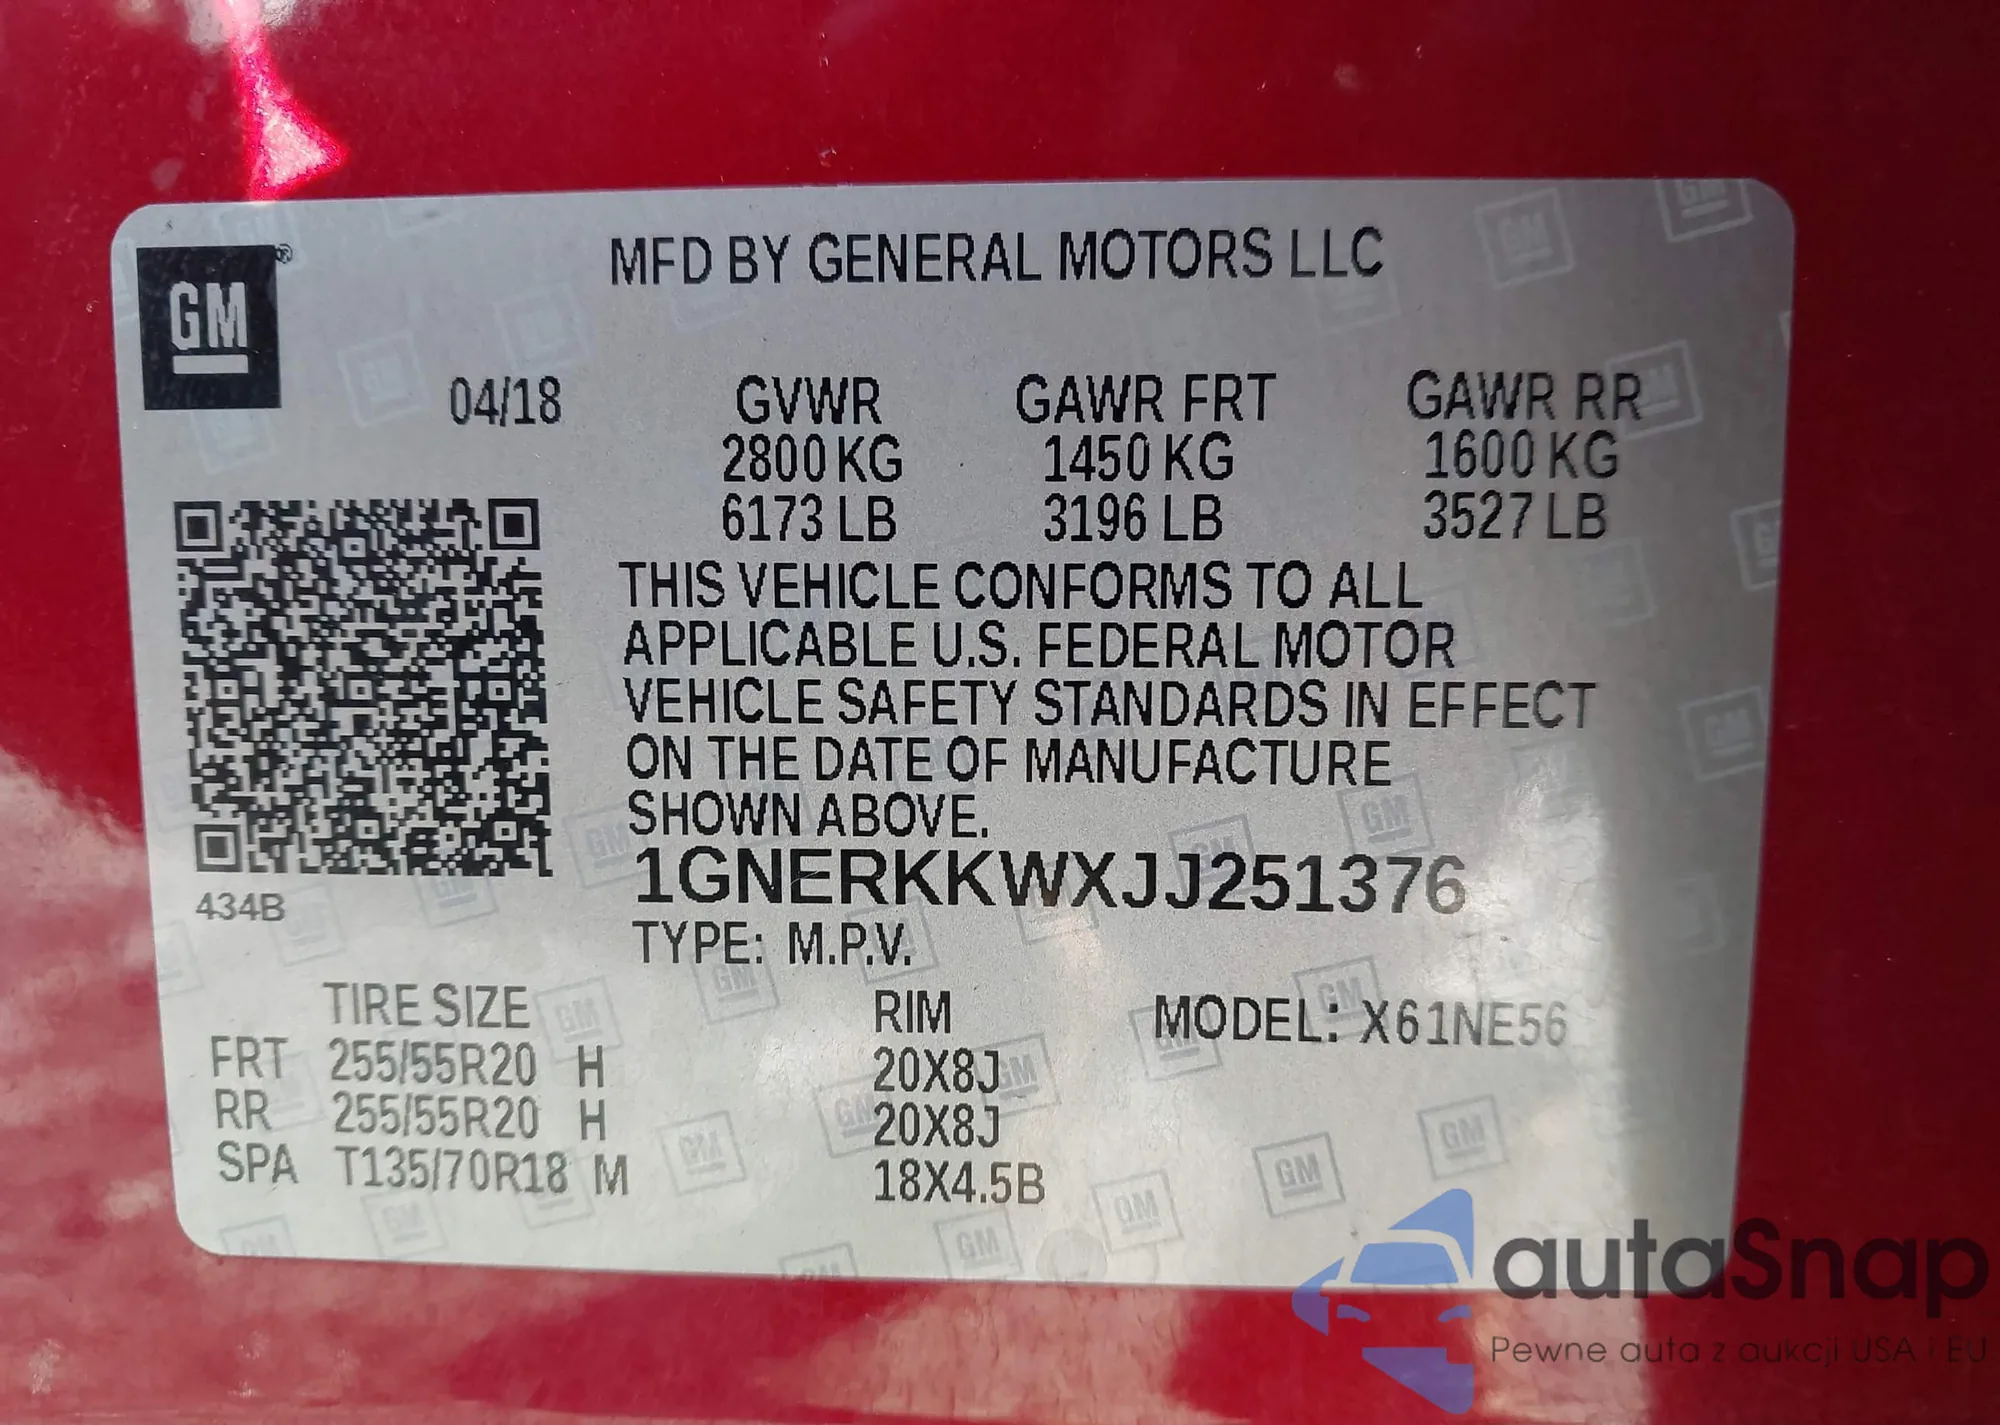 GM®
MFD BY GENERAL MOTORS LLC
04/18 GVWR GAWR FRT GAWR RR
2800 KG 1450 KG 1600 KG
6173 LB 3196 LB 3527 LB
THIS VEHICLE CONFORMS TO ALL
APPLICABLE U.S. FEDERAL MOTOR
VEHICLE SAFETY STANDARDS IN EFFECT
ON THE DATE OF MANUFACTURE
SHOWN ABOVE.
434B
1GNERKKWXJJ251376
TYPE: M.P.V.
TIRE SIZE RIM MODEL: X61NE56
FRT 255/55R20 H 20X8J
RR 255/55R20 H 20X8J
SPA T135/70R18 M 18X4.5B
autaSnap
Pewne auta z aukcji USA i EU